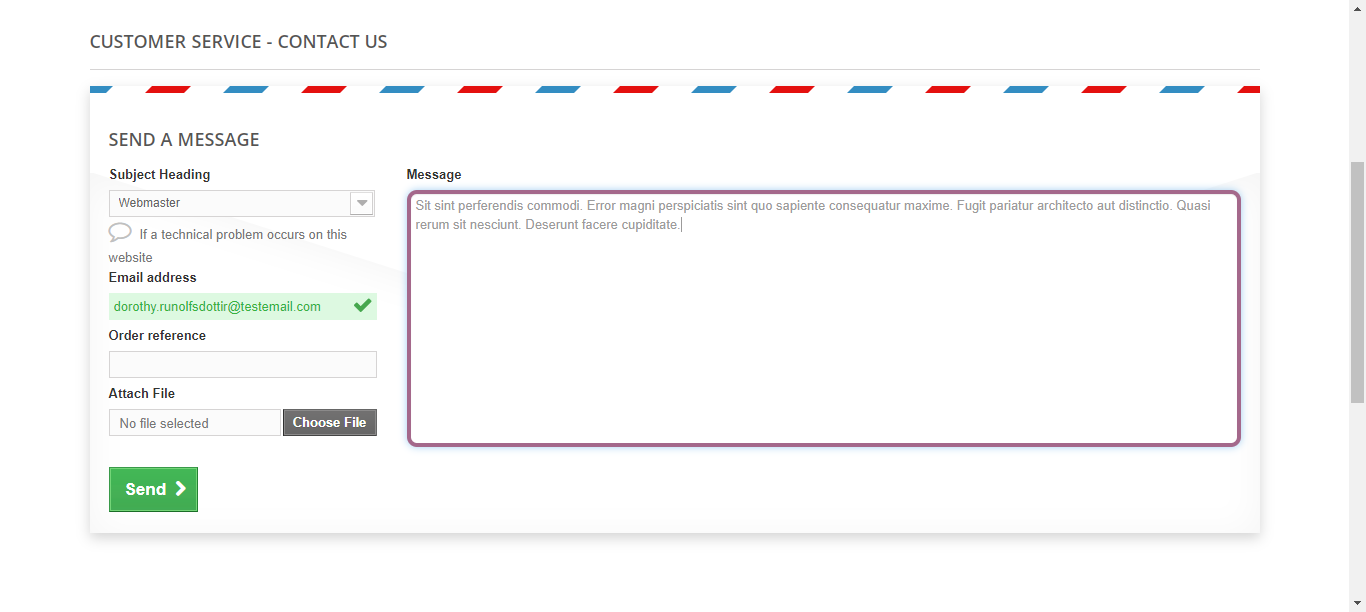 CUSTOMER SERVICE - CONTACT US
SEND A MESSAGE
Subject Heading
Webmaster
If a technical problem occurs on this
website
Email address
dorothy.runolfsdottir@testemail.com
Order reference
Attach File
No file selected
Choose File
Send
Message
Sit sint perferendis commodi. Error magni perspiciatis sint quo sapiente consequatur maxime. Fugit pariatur architecto aut distinctio. Quasi
rerum sit nesciunt. Deserunt facere cupiditate.